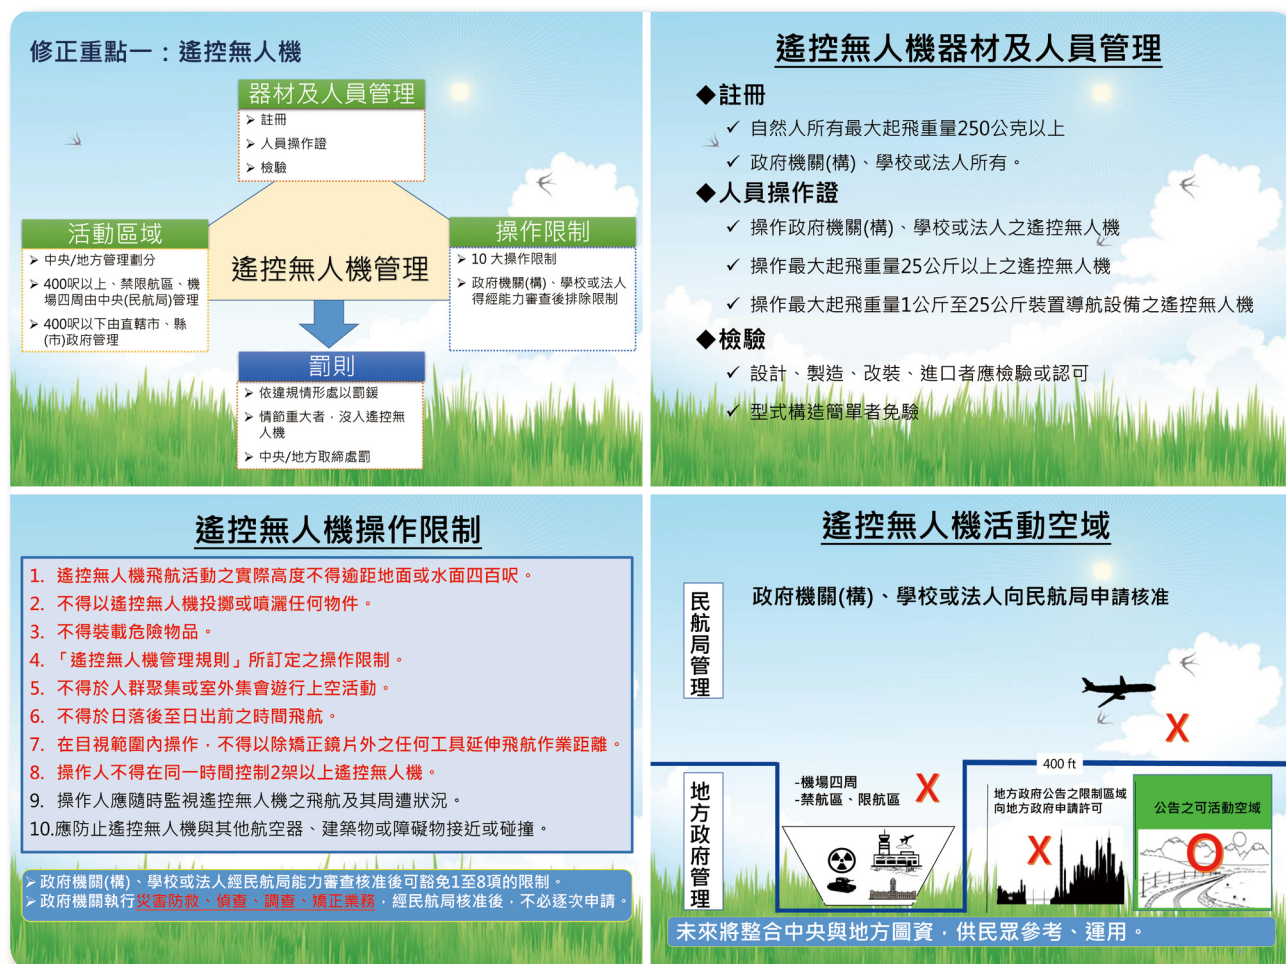 修正重點一：遙控無人機
器材及人員管理
➢ 註冊
➢ 人員操作證
➢ 檢驗
活動區域
➢ 中央/地方管理劃分
➢ 400呎以上、禁限航區、機
場四周由中央(民航局)管理
➢ 400呎以下由直轄市、縣
(市)政府管理
遙控無人機管理
操作限制
➢ 10大操作限制
➢ 政府機關(構)、學校或法人
得經能力審查後排除限制
罰則
➢ 依違規情形處以罰鍰
➢ 情節重大者，沒入遙控無
人機
➢ 中央/地方取締處罰
遙控無人機器材及人員管理
◆註冊
✓ 自然人所有最大起飛重量250公克以上
✓ 政府機關(構)、學校或法人所有。
◆人員操作證
✓ 操作政府機關(構)、學校或法人之遙控無人機
✓ 操作最大起飛重量25公斤以上之遙控無人機
✓ 操作最大起飛重量1公斤至25公斤裝置導航設備之遙控無人機
◆檢驗
✓ 設計、製造、改裝、進口者應檢驗或認可
✓ 型式構造簡單者免驗
遙控無人機操作限制
1. 遙控無人機飛航活動之實際高度不得逾距地面或水面四百呎。
2. 不得以遙控無人機投擲或噴灑任何物件。
3. 不得裝載危險物品。
4. 「遙控無人機管理規則」所訂定之操作限制。
5. 不得於人群聚集或室外集會遊行上空活動。
6. 不得於日落後至日出前之時間飛航。
7. 在目視範圍內操作，不得以除矯正鏡片外之任何工具延伸飛航作業距離。
8. 操作人不得在同一時間控制2架以上遙控無人機。
9. 操作人應隨時監視遙控無人機之飛航及其周遭狀況。
10.應防止遙控無人機與其他航空器、建築物或障礙物接近或碰撞。
➢ 政府機關(構)、學校或法人經民航局能力審查核准後可豁免1至8項的限制。
➢ 政府機關執行災害防救、偵查、調查、矯正業務，經民航局核准後，不必逐次申請。
遙控無人機活動空域
民航局管理
政府機關(構)、學校或法人向民航局申請核准
X
400 ft
地方政府管理
-機場四周
-禁航區、限航區
X
地方政府公告之限制區域
向地方政府申請許可
X
公告之可活動空域
O
未來將整合中央與地方圖資，供民眾參考、運用。